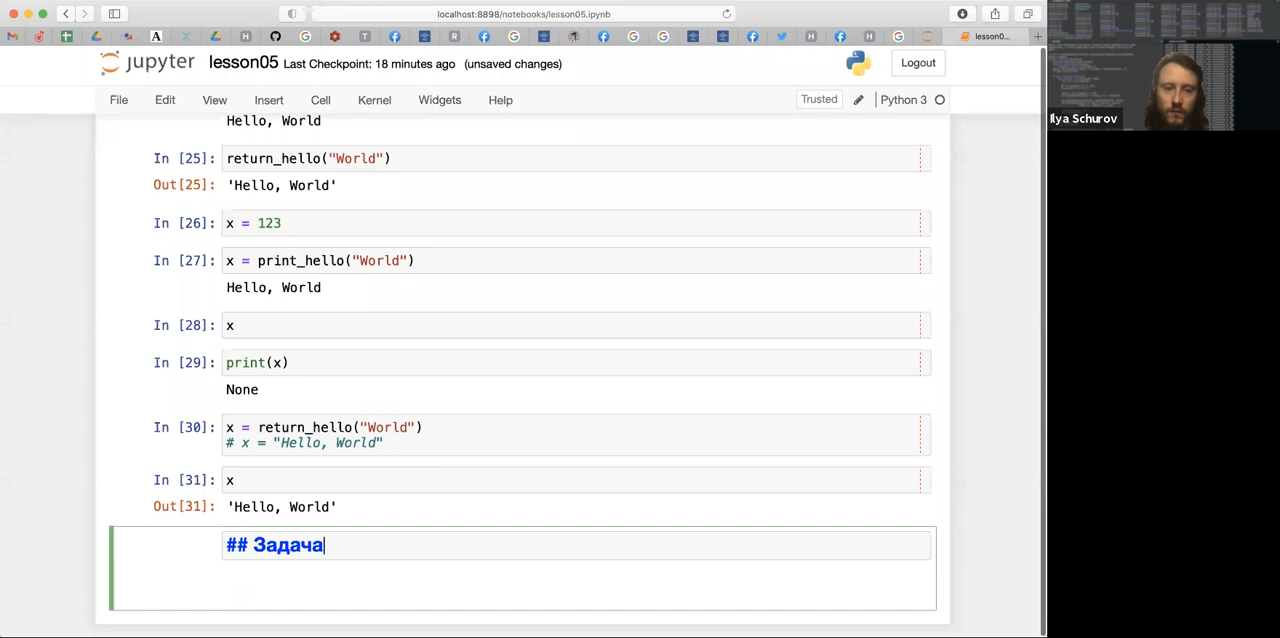 localhost:8898/notebooks/lesson05.ipynb
A
H
G
T
R
lesson0...
jupyter lesson05 Last Checkpoint: 18 minutes ago (unsaved changes)
Logout
File Edit View Insert Cell Kernel Widgets Help
Trusted Python 3
Hello, World
In [25]: return_hello("World")
Out[25]: 'Hello, World'
In [26]: x = 123
In [27]: x = print_hello("World")
Hello, World
In [28]: x
In [29]: print(x)
None
In [30]: x = return_hello("World")
# x = "Hello, World"
In [31]: x
Out[31]: 'Hello, World'
## Задача
Ilya Schurov